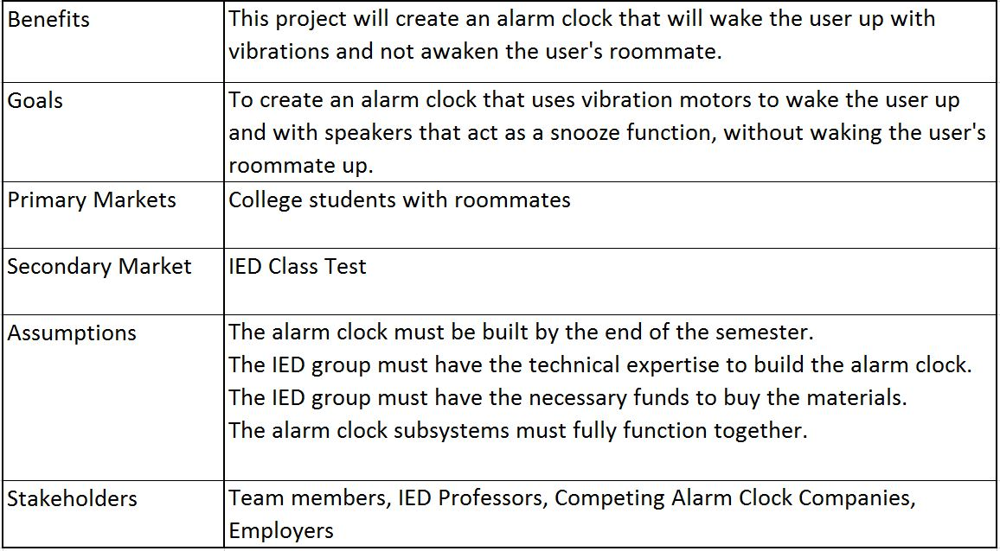 Benefits
This project will create an alarm clock that will wake the user up with
vibrations and not awaken the user's roommate.
Goals
To create an alarm clock that uses vibration motors to wake the user up
and with speakers that act as a snooze function, without waking the user's
roommate up.
Primary Markets
College students with roommates
Secondary Market
IED Class Test
Assumptions
The alarm clock must be built by the end of the semester.
The IED group must have the technical expertise to build the alarm clock.
The IED group must have the necessary funds to buy the materials.
The alarm clock subsystems must fully function together.
Stakeholders
Team members, IED Professors, Competing Alarm Clock Companies,
Employers